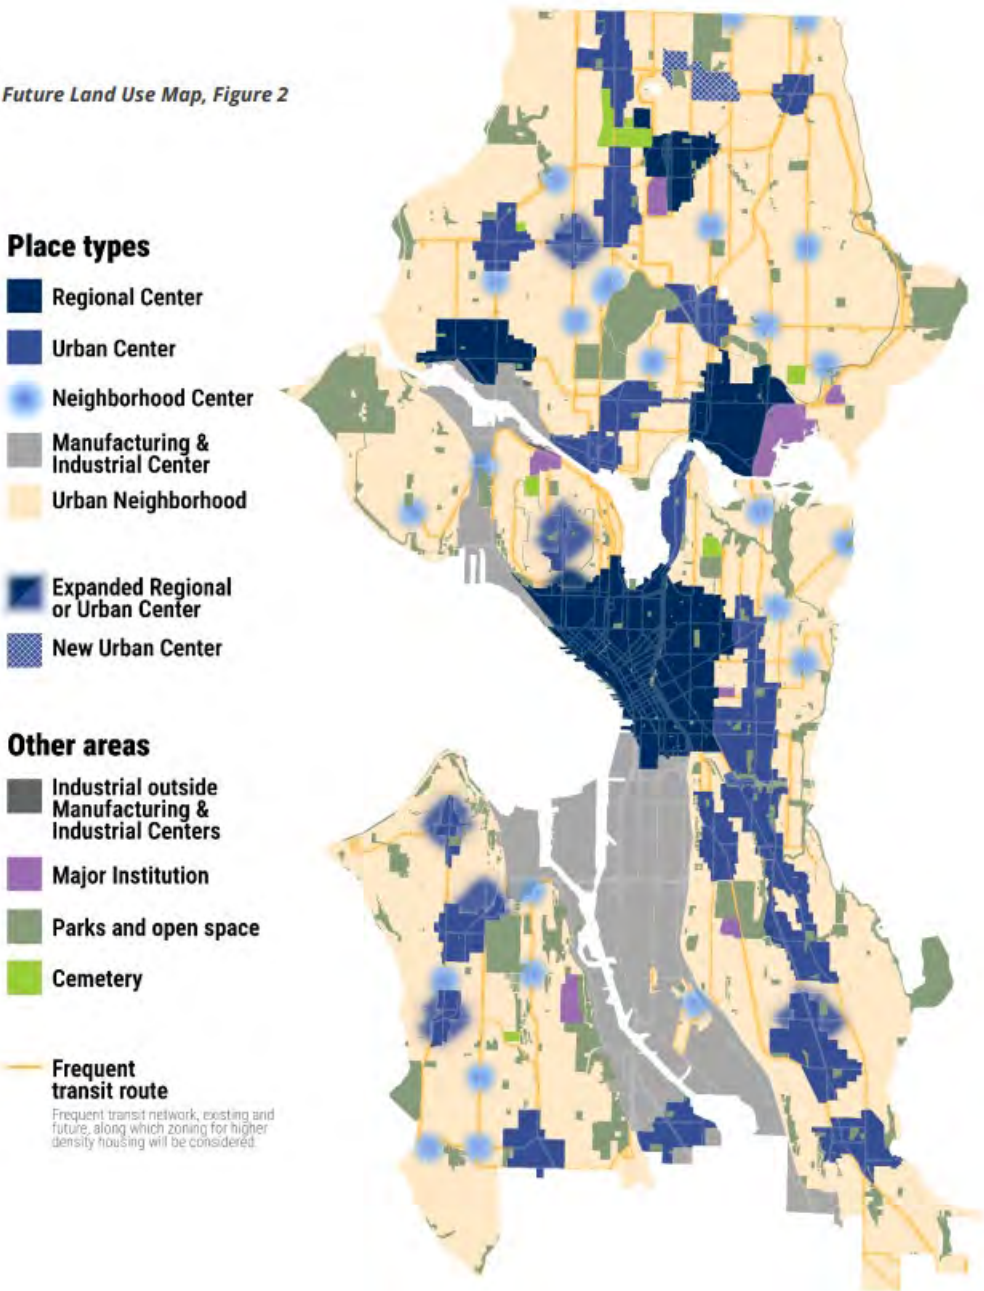 Future Land Use Map, Figure 2
Place types
Regional Center
Urban Center
Neighborhood Center
Manufacturing &
Industrial Center
Urban Neighborhood
Expanded Regional
or Urban Center
New Urban Center
Other areas
Industrial outside
Manufacturing &
Industrial Centers
Major Institution
Parks and open space
Cemetery
Frequent
transit route
Frequent transit network, existing and
future, along which zoning for higher
density housing will be considered.